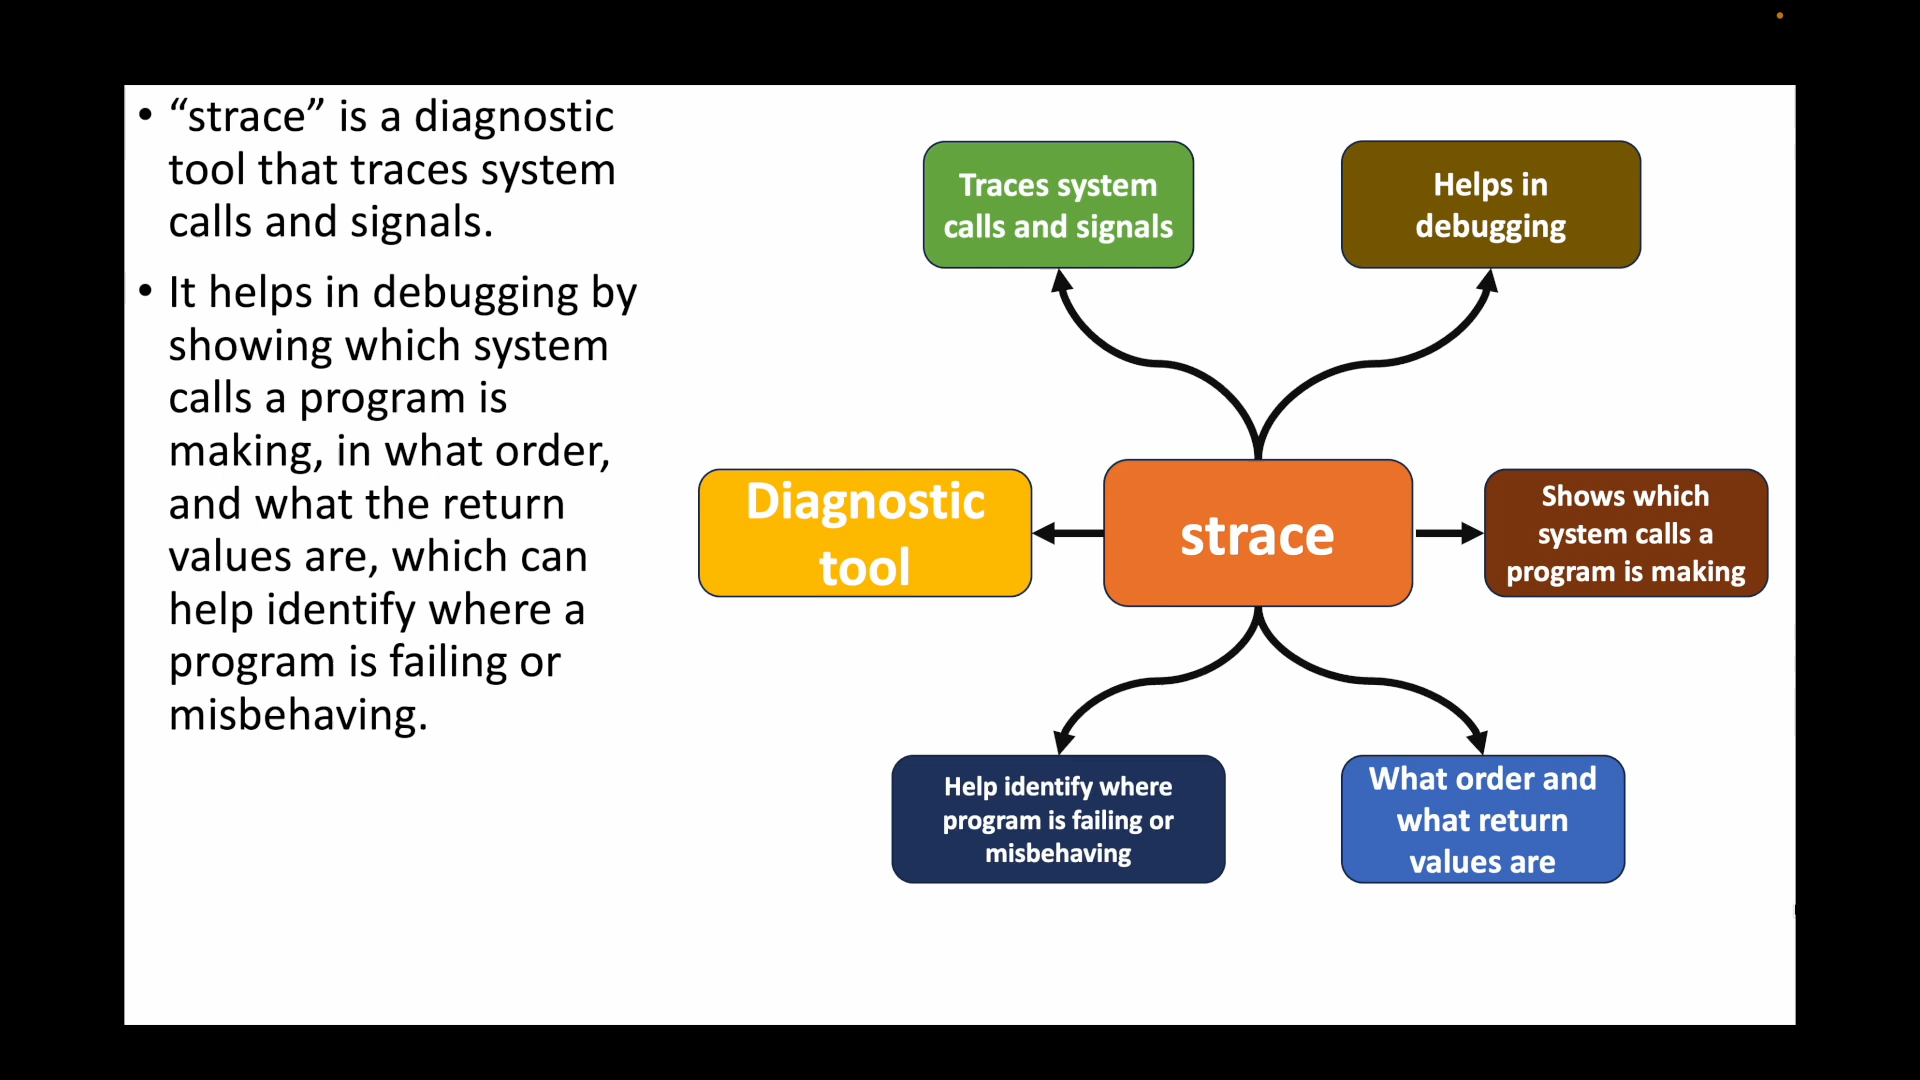 • “strace” is a diagnostic
tool that traces system
calls and signals.
• It helps in debugging by
showing which system
calls a program is
making, in what order,
and what the return
values are, which can
help identify where a
program is failing or
misbehaving.
Traces system
calls and signals
Helps in
debugging
Diagnostic
tool
strace
Shows which
system calls a
program is making
Help identify where
program is failing or
misbehaving
What order and
what return
values are